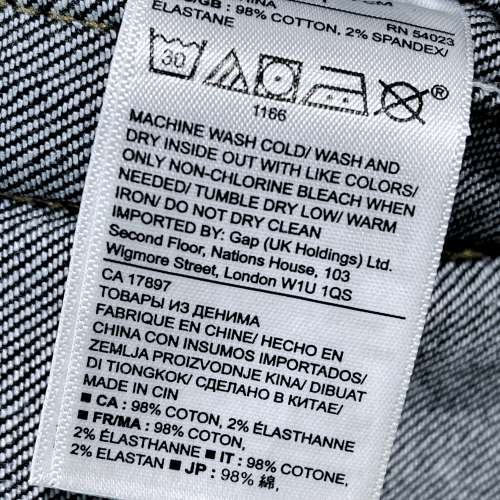 /GB : 98% COTTON, 2% SPANDEX/
ELASTANE
RN 54023
30
®
1166
MACHINE WASH COLD/ WASH AND
DRY INSIDE OUT WITH LIKE COLORS/
ONLY NON-CHLORINE BLEACH WHEN
NEEDED/ TUMBLE DRY LOW/ WARM
IRON/ DO NOT DRY CLEAN
IMPORTED BY: Gap (UK Holdings) Ltd.
Second Floor, Nations House, 103
Wigmore Street, London W1U 1QS
CA 17897
ТОВАРЫ ИЗ ДЕНИМА
FABRIQUE EN CHINE/ HECHO EN
CHINA CON INSUMOS IMPORTADOS/
ZEMLJA PROIZVODNJE KINA/ DIBUAT
DI TIONGKOK/ СДЕЛАНО В КИТАЕ/
MADE IN CIN
■ CA : 98% COTON, 2% ÉLASTHANNE
■ FR/MA : 98% COTON,
2% ÉLASTHANNE ■ IT : 98% COTONE,
2% ELASTAN ■ JP : 98% 綿,